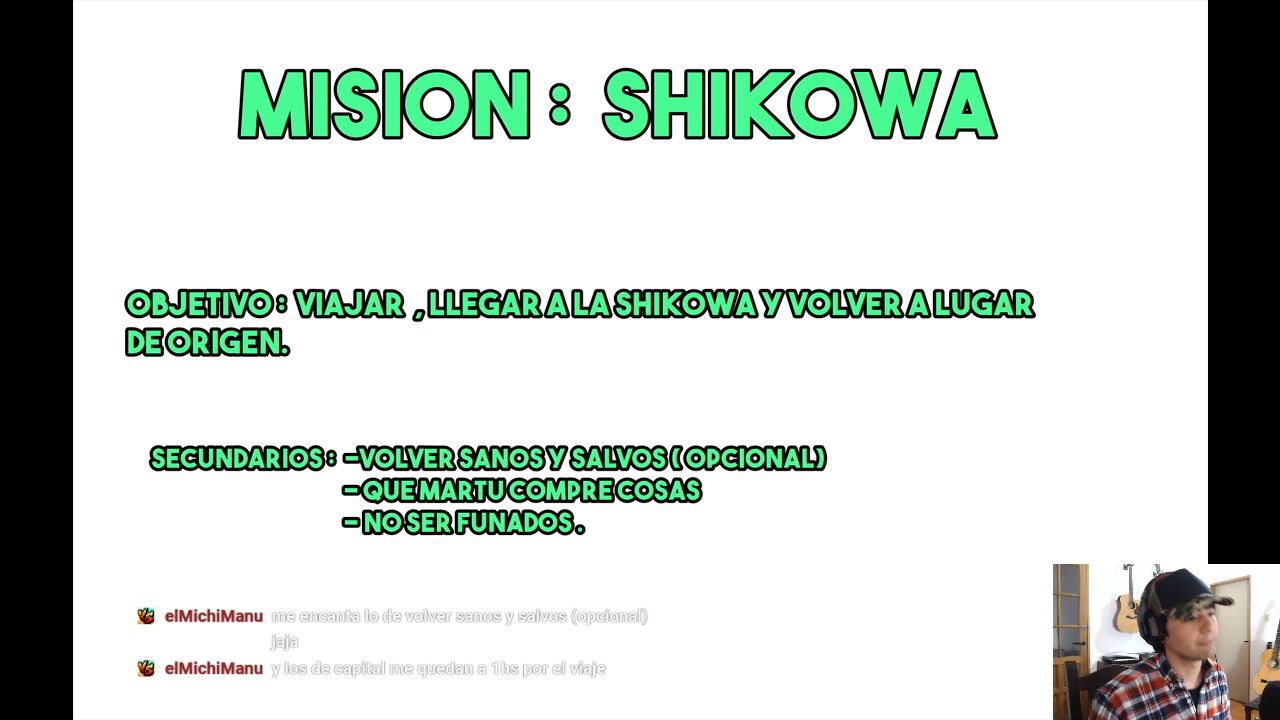 MISION : SHIKOWA
OBJETIVO : VIAJAR , LLEGAR A LA SHIKOWA Y VOLVER A LUGAR
DE ORIGEN.
SECUNDARIOS : -VOLVER SANOS Y SALVOS ( OPCIONAL)
- QUE MARTU COMPRE COSAS
- NO SER FUNADOS .
elMichiManu me encanta lo de volver sanos y salvos (opcional)
jaja
elMichiManu y los de capital me quedan a 1hs por el viaje